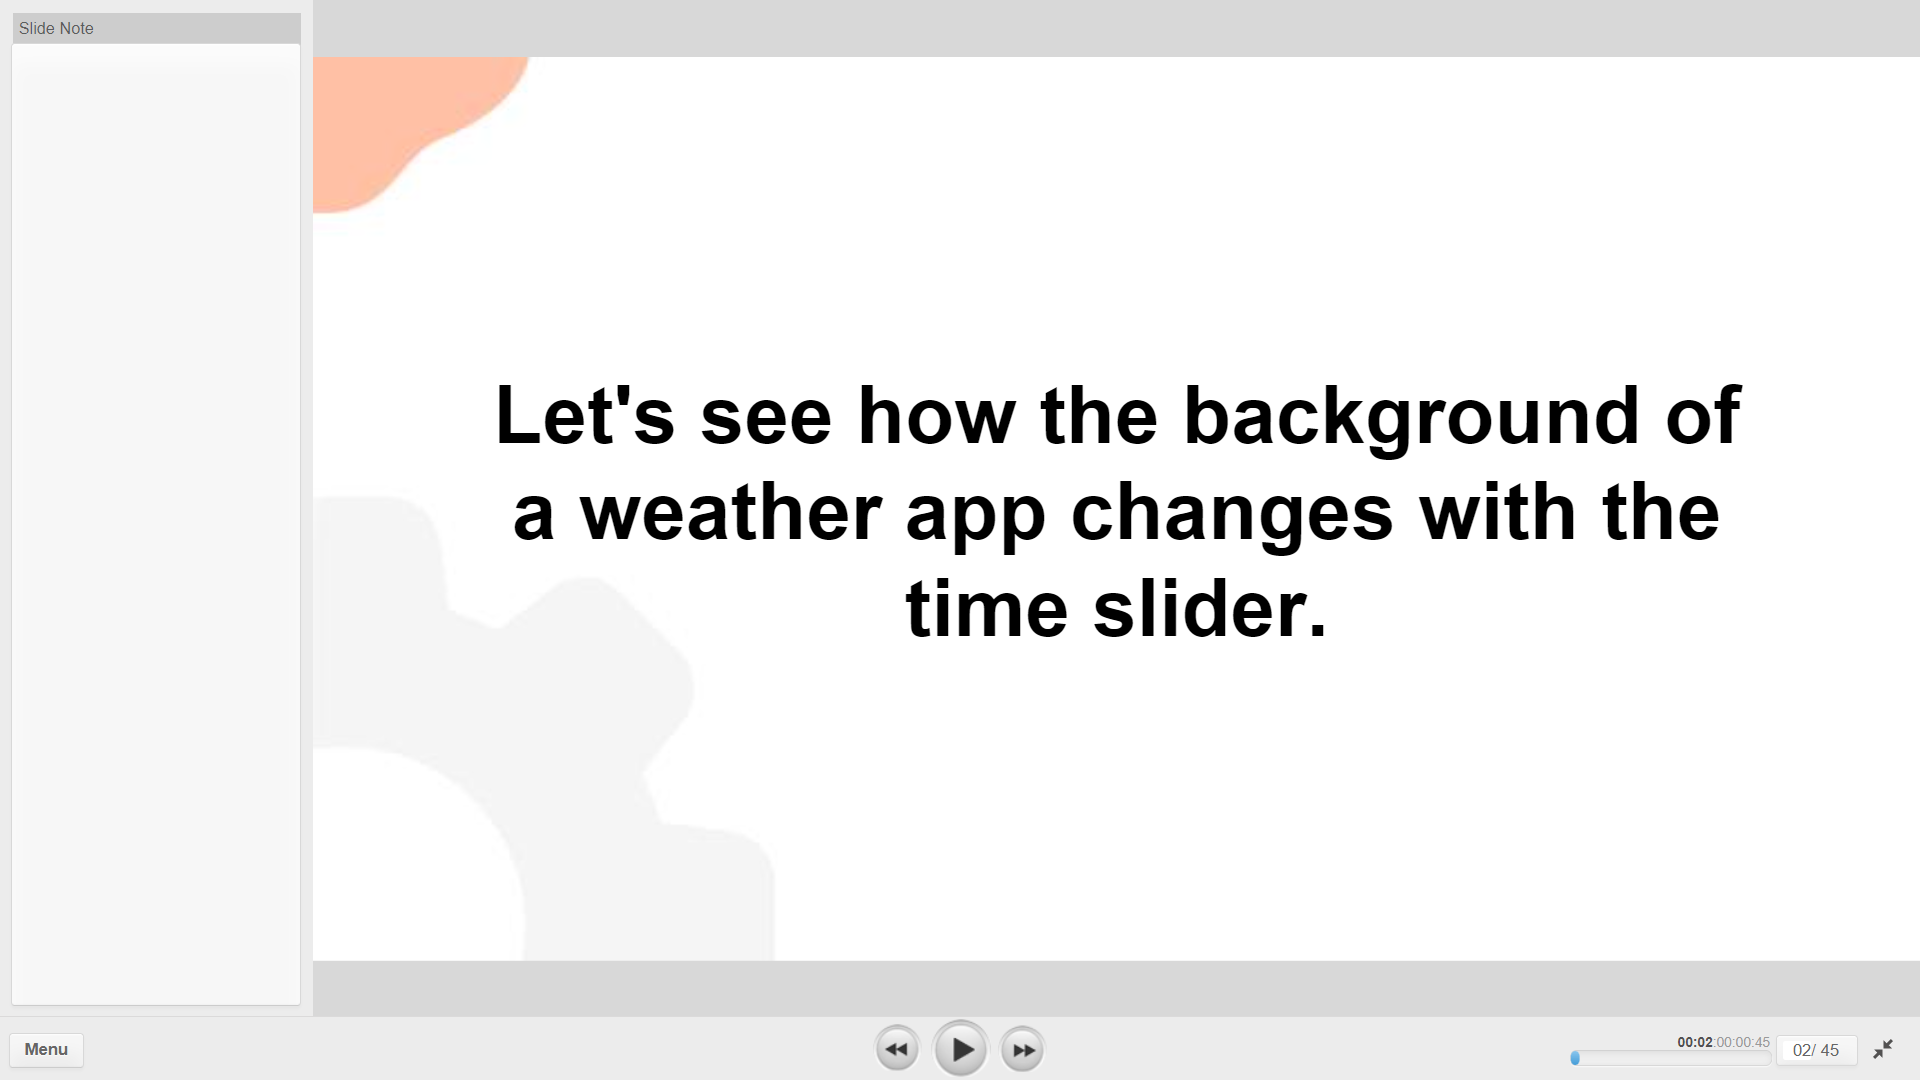 Slide Note
Let's see how the background of
a weather app changes with the
time slider.
Menu
00:02:00:00:45
02/ 45